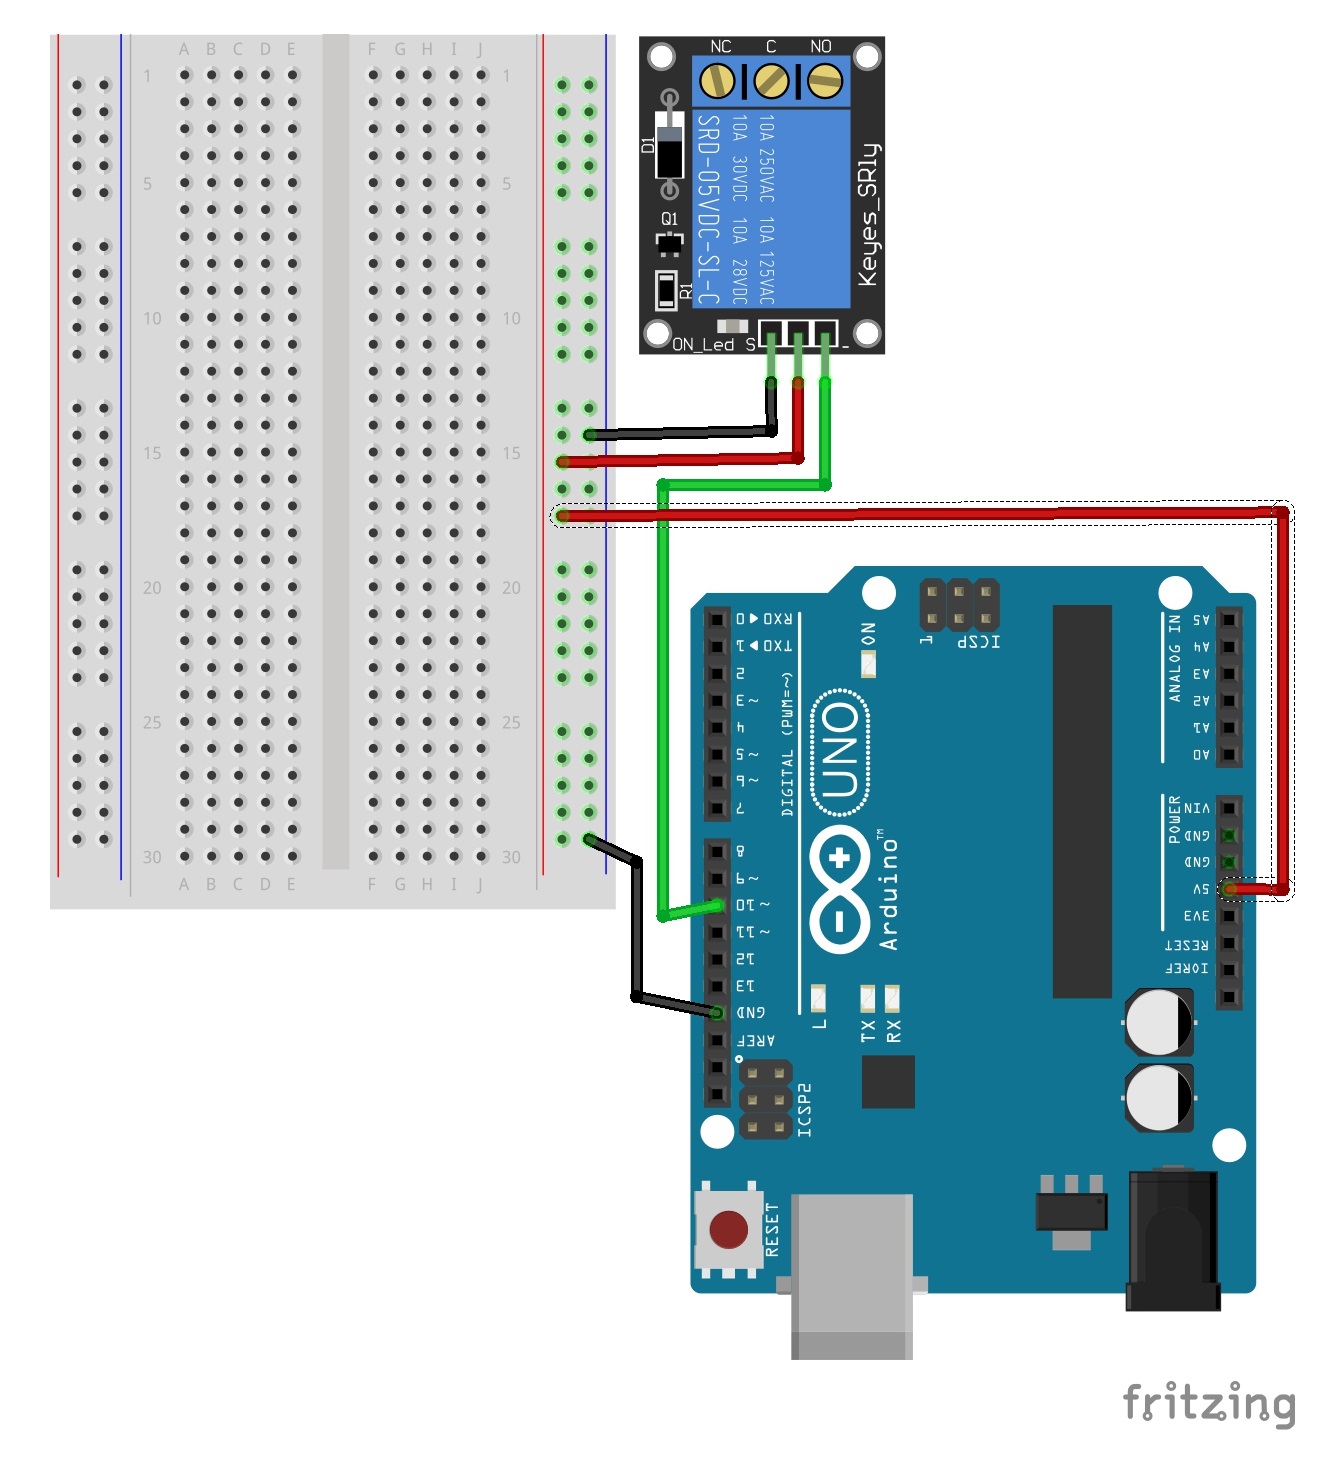 A B C D E F G H I J
1 1
5 5
10 10
15 15
20 20
25 25
30 30
A B C D E F G H I J
NC C NO
D1
Q1
R1
SRD-05VDC-SL-C
10A 30VDC 10A 28VDC
10A 250VAC 10A 125VAC
Keyes_SRly
ON_Led S -
0 ◀ RXD
1 ▶ TXD
2
3 ~
4
5 ~
6 ~
7
DIGITAL (PWM=~)
8
9 ~
10 ~
11 ~
12
13
GND
AREF
ON
1 ICSP
UNO
Arduino™
L
TX
RX
ICSP2
RESET
ANALOG IN
A5
A4
A3
A2
A1
A0
POWER
VIN
GND
GND
5V
3V3
RESET
IOREF
fritzing